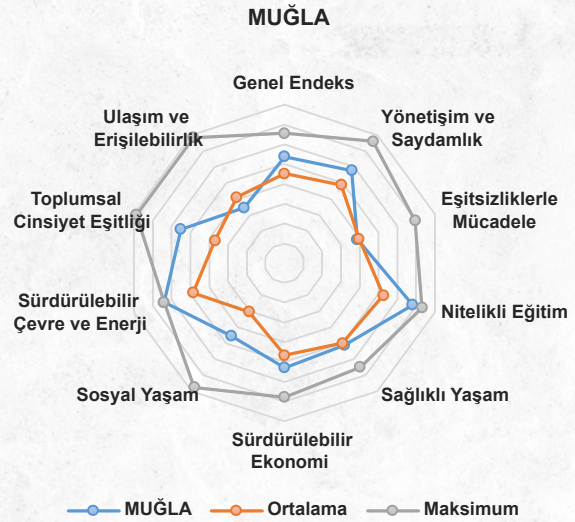 MUĞLA
Genel Endeks
Yönetişim ve
Saydamlık
Eşitsizliklerle
Mücadele
Nitelikli Eğitim
Sağlıklı Yaşam
Sürdürülebilir
Ekonomi
Sosyal Yaşam
Sürdürülebilir
Çevre ve Enerji
Toplumsal
Cinsiyet Eşitliği
Ulaşım ve
Erişilebilirlik
MUĞLA
Ortalama
Maksimum